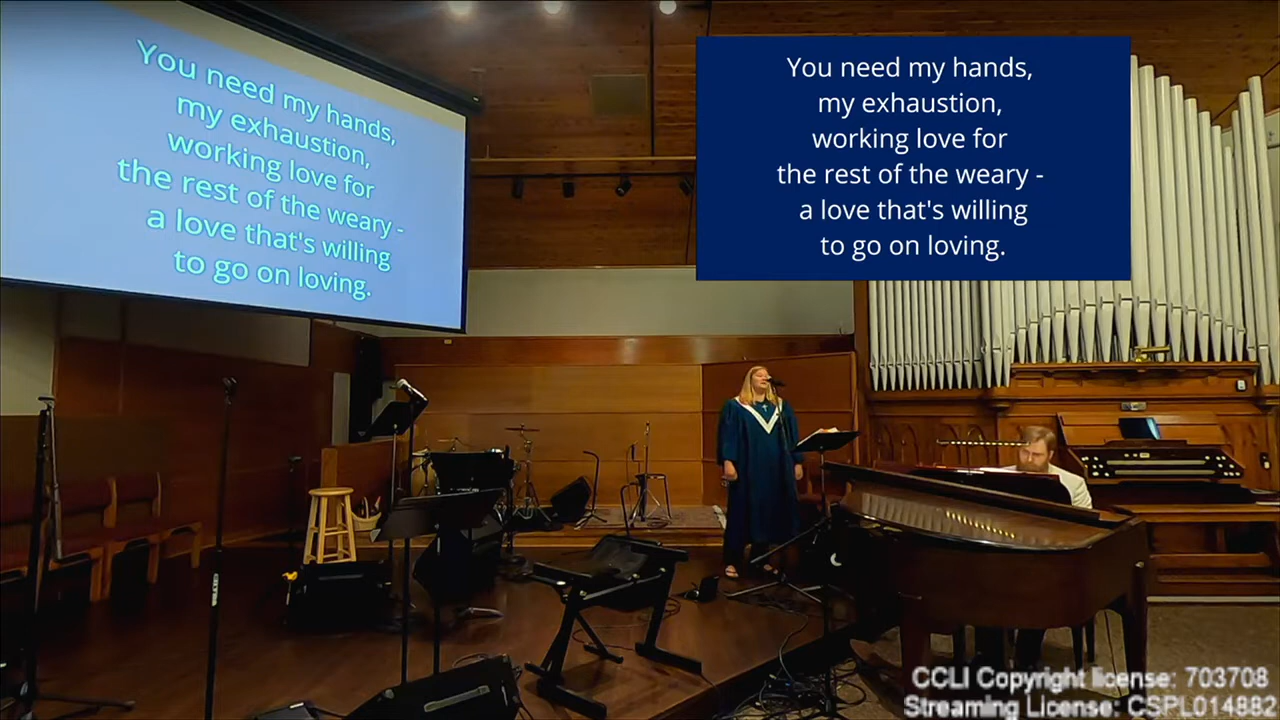 You need my hands,
my exhaustion,
working love for
the rest of the weary -
a love that's willing
to go on loving.
You need my hands,
my exhaustion,
working love for
the rest of the weary -
a love that's willing
to go on loving.
CCLI Copyright license: 703708
Streaming License: CSPL014882